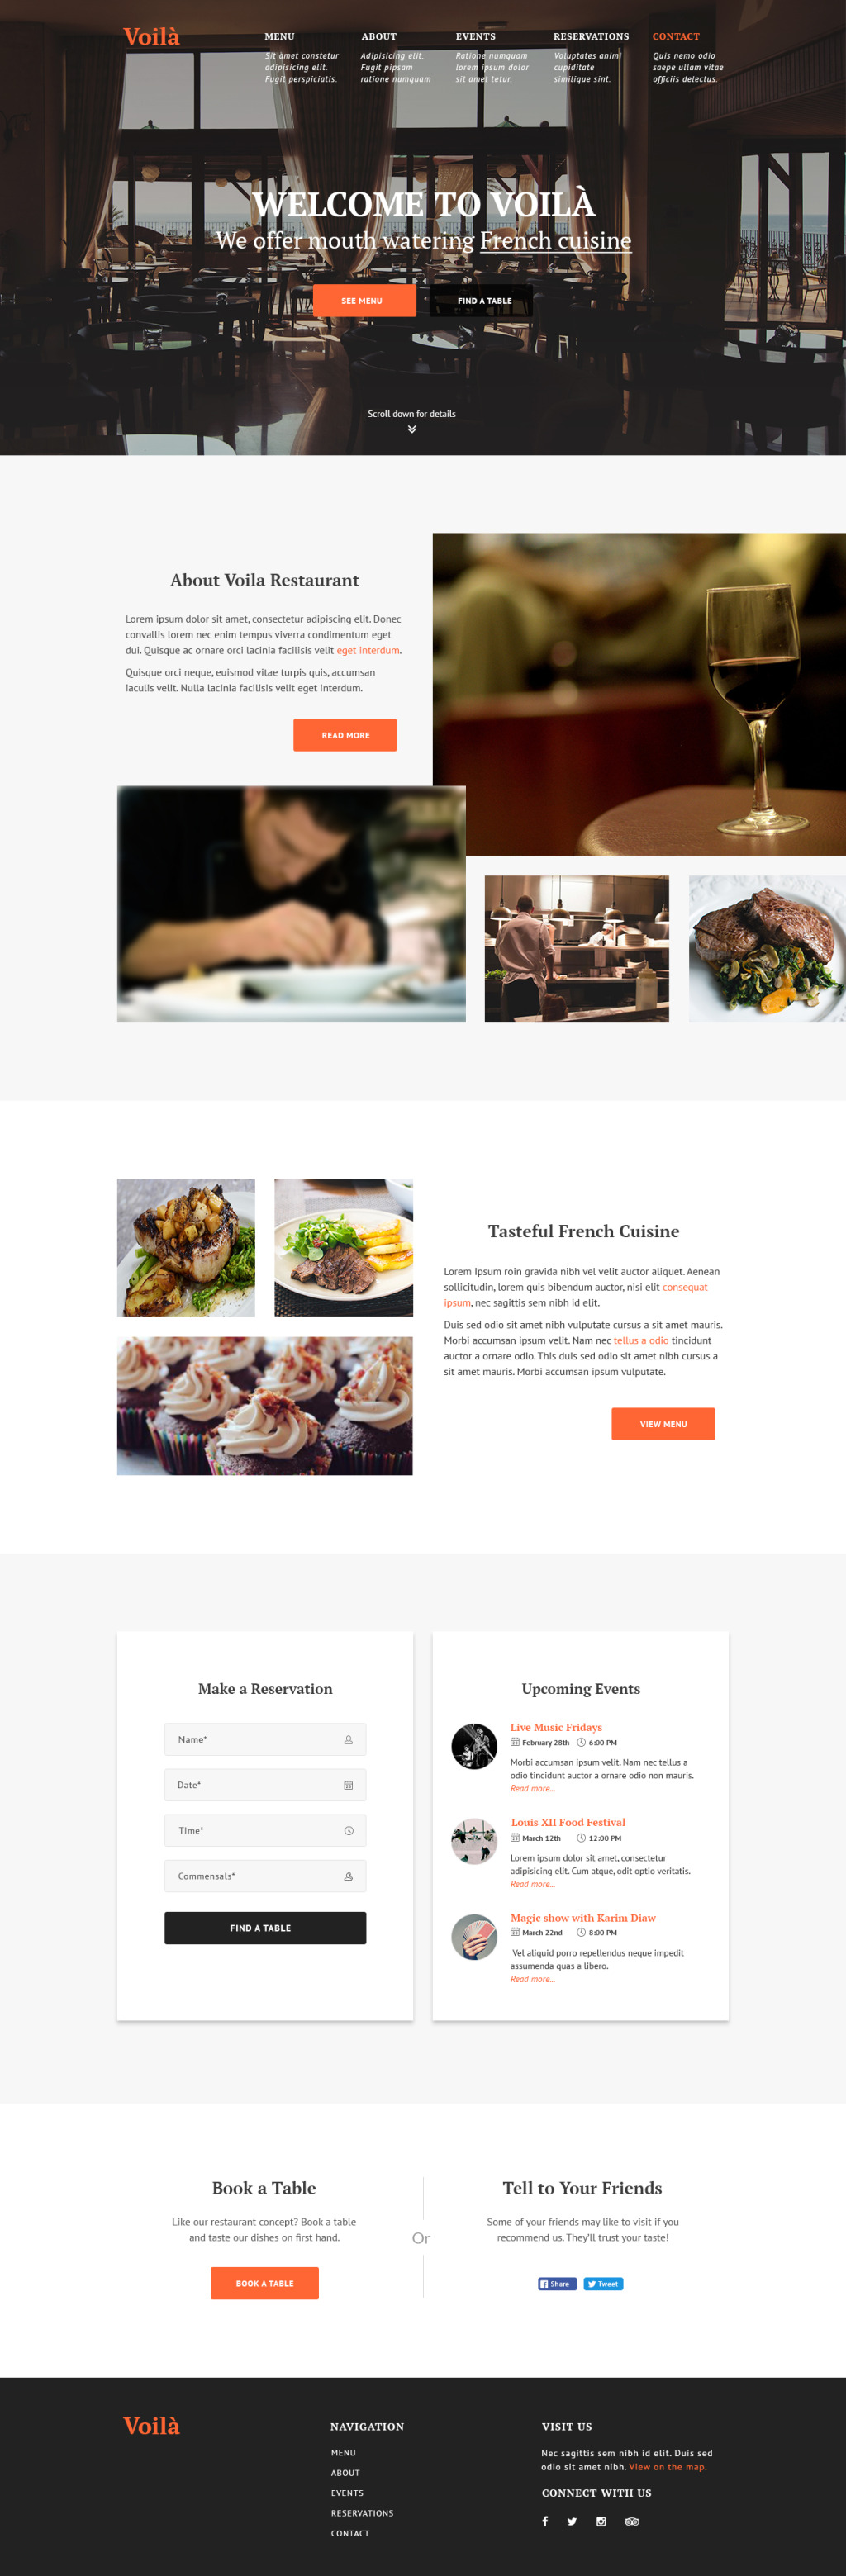 Voilà
MENU
Sit amet constetur
adipisicing elit.
Fugit perspiciatis.
ABOUT
Adipisicing elit.
Fugit pipsam
ratione numquam
EVENTS
Ratione numquam
lorem ipsum dolor
sit amet tetur.
RESERVATIONS
Voluptates animi
cupiditate
similique sint.
CONTACT
Quis nemo odio
saepe ullam vitae
officiis delectus.
WELCOME TO VOILÀ
We offer mouth watering French cuisine
SEE MENU
FIND A TABLE
Scroll down for details
About Voila Restaurant
Lorem ipsum dolor sit amet, consectetur adipiscing elit. Donec
convallis lorem nec enim tempus viverra condimentum eget
dui. Quisque ac ornare orci lacinia facilisis velit eget interdum.
Quisque orci neque, euismod vitae turpis quis, accumsan
iaculis velit. Nulla lacinia facilisis velit eget interdum.
READ MORE
Tasteful French Cuisine
Lorem Ipsum roin gravida nibh vel velit auctor aliquet. Aenean
sollicitudin, lorem quis bibendum auctor, nisi elit consequat
ipsum, nec sagittis sem nibh id elit.
Duis sed odio sit amet nibh vulputate cursus a sit amet mauris.
Morbi accumsan ipsum velit. Nam nec tellus a odio tincidunt
auctor a ornare odio. This duis sed odio sit amet nibh cursus a
sit amet mauris. Morbi accumsan ipsum vulputate.
VIEW MENU
Make a Reservation
Name*
Date*
Time*
Commensals*
FIND A TABLE
Upcoming Events
Live Music Fridays
February 28th 6:00 PM
Morbi accumsan ipsum velit. Nam nec tellus a
odio tincidunt auctor a ornare odio non mauris.
Read more...
Louis XII Food Festival
March 12th 12:00 PM
Lorem ipsum dolor sit amet, consectetur
adipisicing elit. Cum atque, odit optio veritatis.
Read more...
Magic show with Karim Diaw
March 22nd 8:00 PM
Vel aliquid porro repellendus neque impedit
assumenda quas a libero.
Read more...
Book a Table
Like our restaurant concept? Book a table
and taste our dishes on first hand.
BOOK A TABLE
Or
Tell to Your Friends
Some of your friends may like to visit if you
recommend us. They'll trust your taste!
Share
Tweet
Voilà
NAVIGATION
MENU
ABOUT
EVENTS
RESERVATIONS
CONTACT
VISIT US
Nec sagittis sem nibh id elit. Duis sed
odio sit amet nibh. View on the map.
CONNECT WITH US